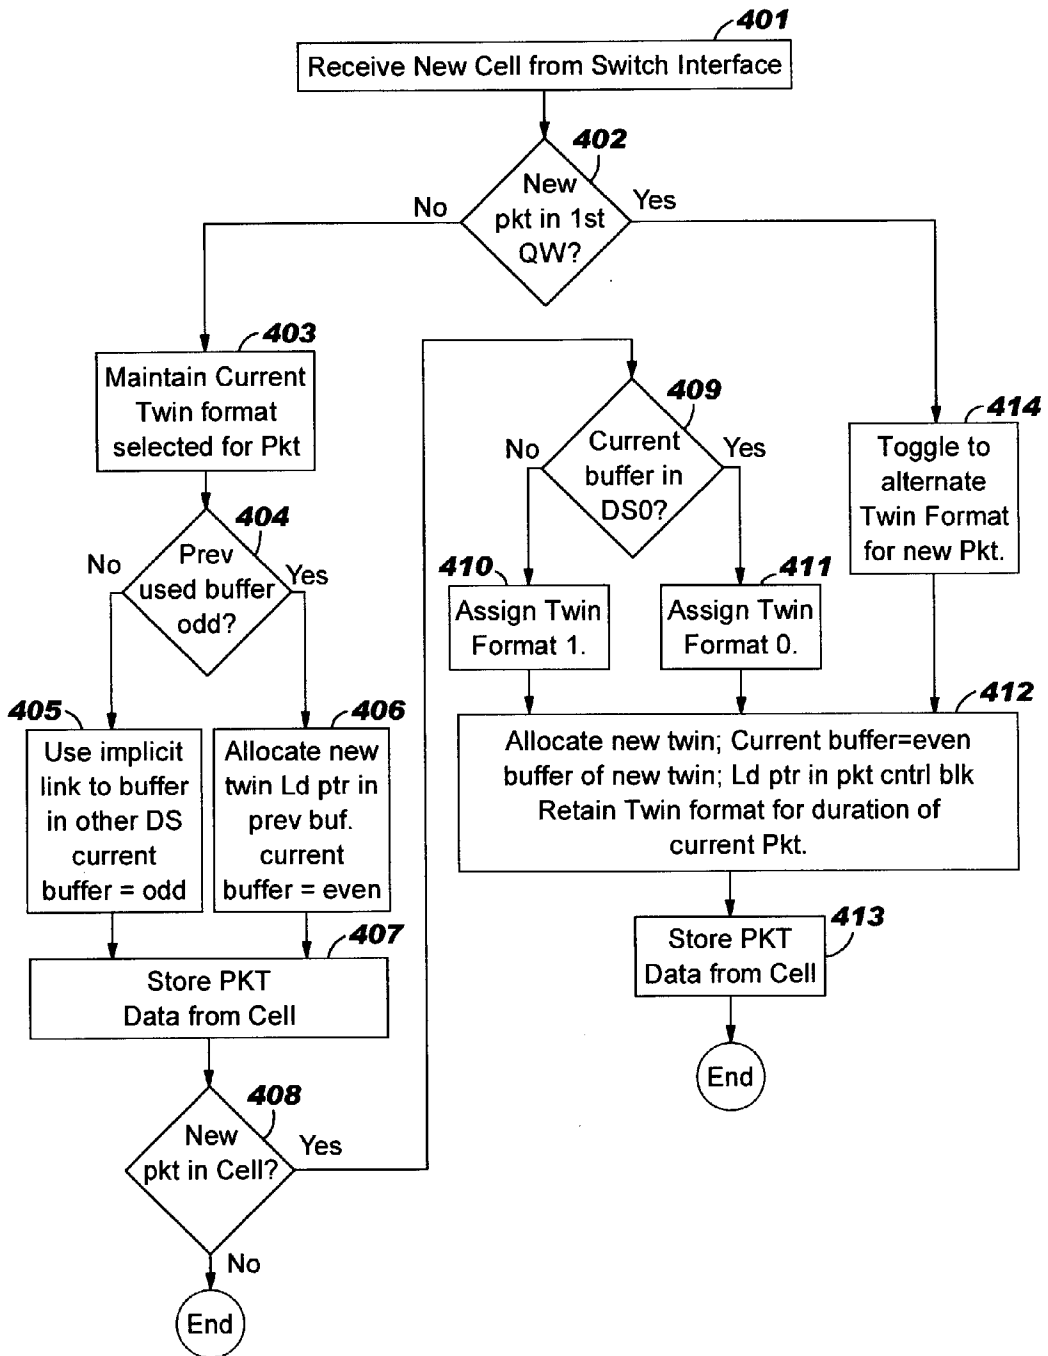 401
Receive New Cell from Switch Interface
402
New
pkt in 1st
QW?
No
Yes
403
Maintain Current
Twin format
selected for Pkt
404
Prev
used buffer
odd?
No
Yes
405
Use implicit
link to buffer
in other DS
current
buffer = odd
406
Allocate new
twin Ld ptr in
prev buf.
current
buffer = even
407
Store PKT
Data from Cell
408
New
pkt in Cell?
Yes
No
End
409
Current
buffer in
DS0?
No
Yes
410
Assign Twin
Format 1.
411
Assign Twin
Format 0.
414
Toggle to
alternate
Twin Format
for new Pkt.
412
Allocate new twin; Current buffer=even
buffer of new twin; Ld ptr in pkt cntrl blk
Retain Twin format for duration of
current Pkt.
413
Store PKT
Data from Cell
End